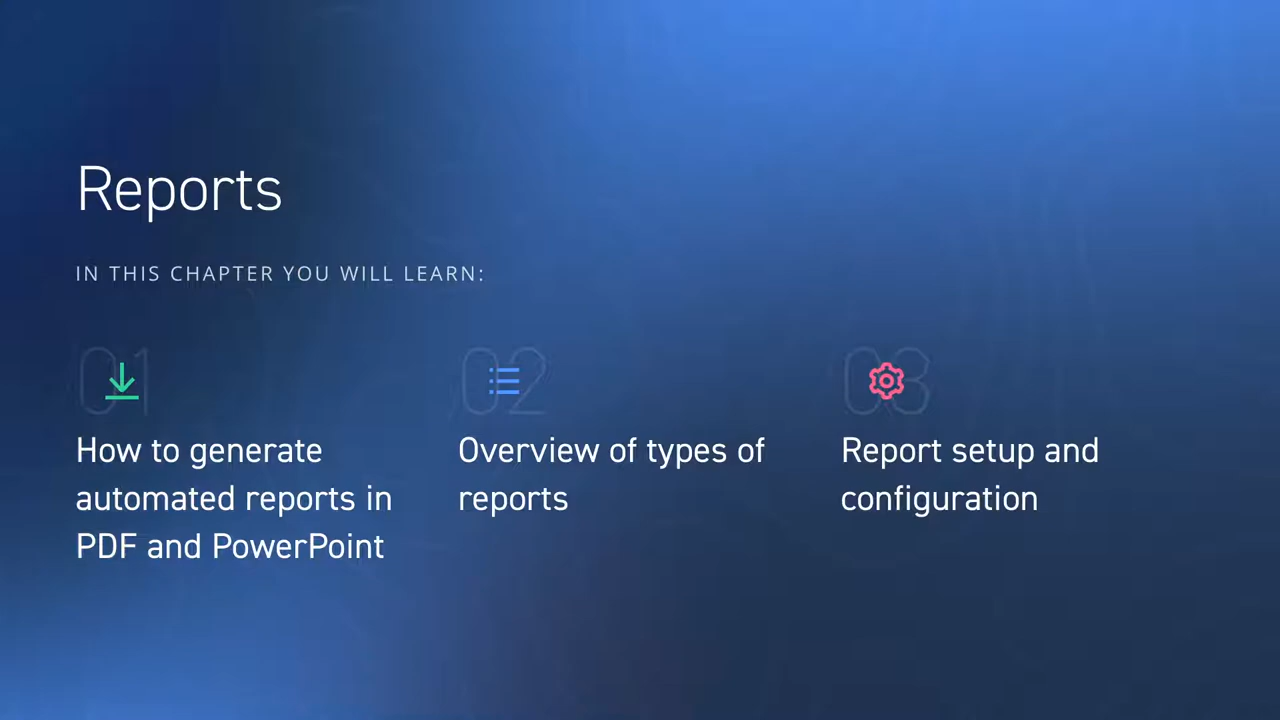 Reports
IN THIS CHAPTER YOU WILL LEARN:
01
How to generate
automated reports in
PDF and PowerPoint
02
Overview of types of
reports
03
Report setup and
configuration